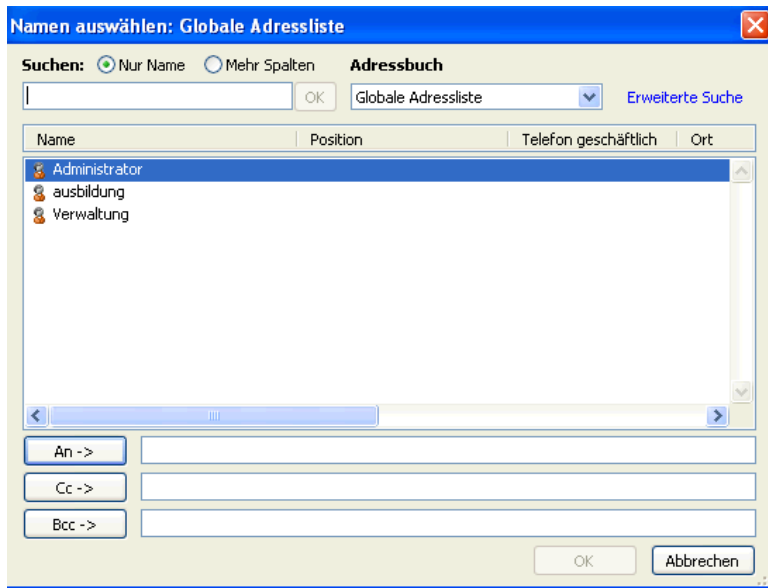 Namen auswählen: Globale Adressliste
Suchen: Nur Name Mehr Spalten Adressbuch
OK Globale Adressliste Erweiterte Suche
Name Position Telefon geschäftlich Ort
Administrator
ausbildung
Verwaltung
An ->
Cc ->
Bcc ->
OK Abbrechen